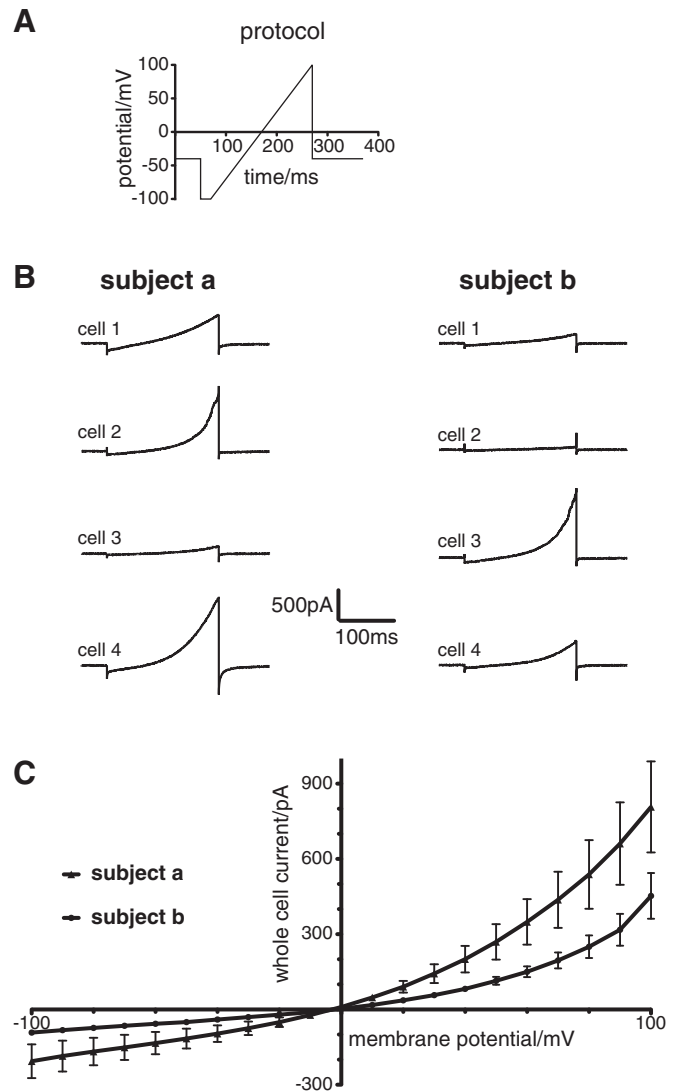 A
protocol
potential/mV
100
50
0
-50
-100
100 200 300 400
time/ms
B
subject a
subject b
cell 1
cell 1
cell 2
cell 2
cell 3
cell 3
500pA
100ms
cell 4
cell 4
C
whole cell current/pA
900
600
300
-300
subject a
subject b
-100
100
membrane potential/mV